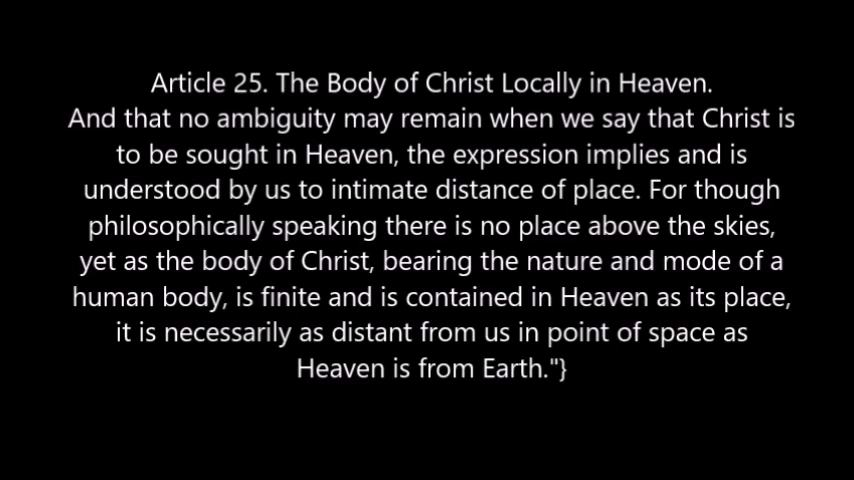 Article 25. The Body of Christ Locally in Heaven.
And that no ambiguity may remain when we say that Christ is
to be sought in Heaven, the expression implies and is
understood by us to intimate distance of place. For though
philosophically speaking there is no place above the skies,
yet as the body of Christ, bearing the nature and mode of a
human body, is finite and is contained in Heaven as its place,
it is necessarily as distant from us in point of space as
Heaven is from Earth."}